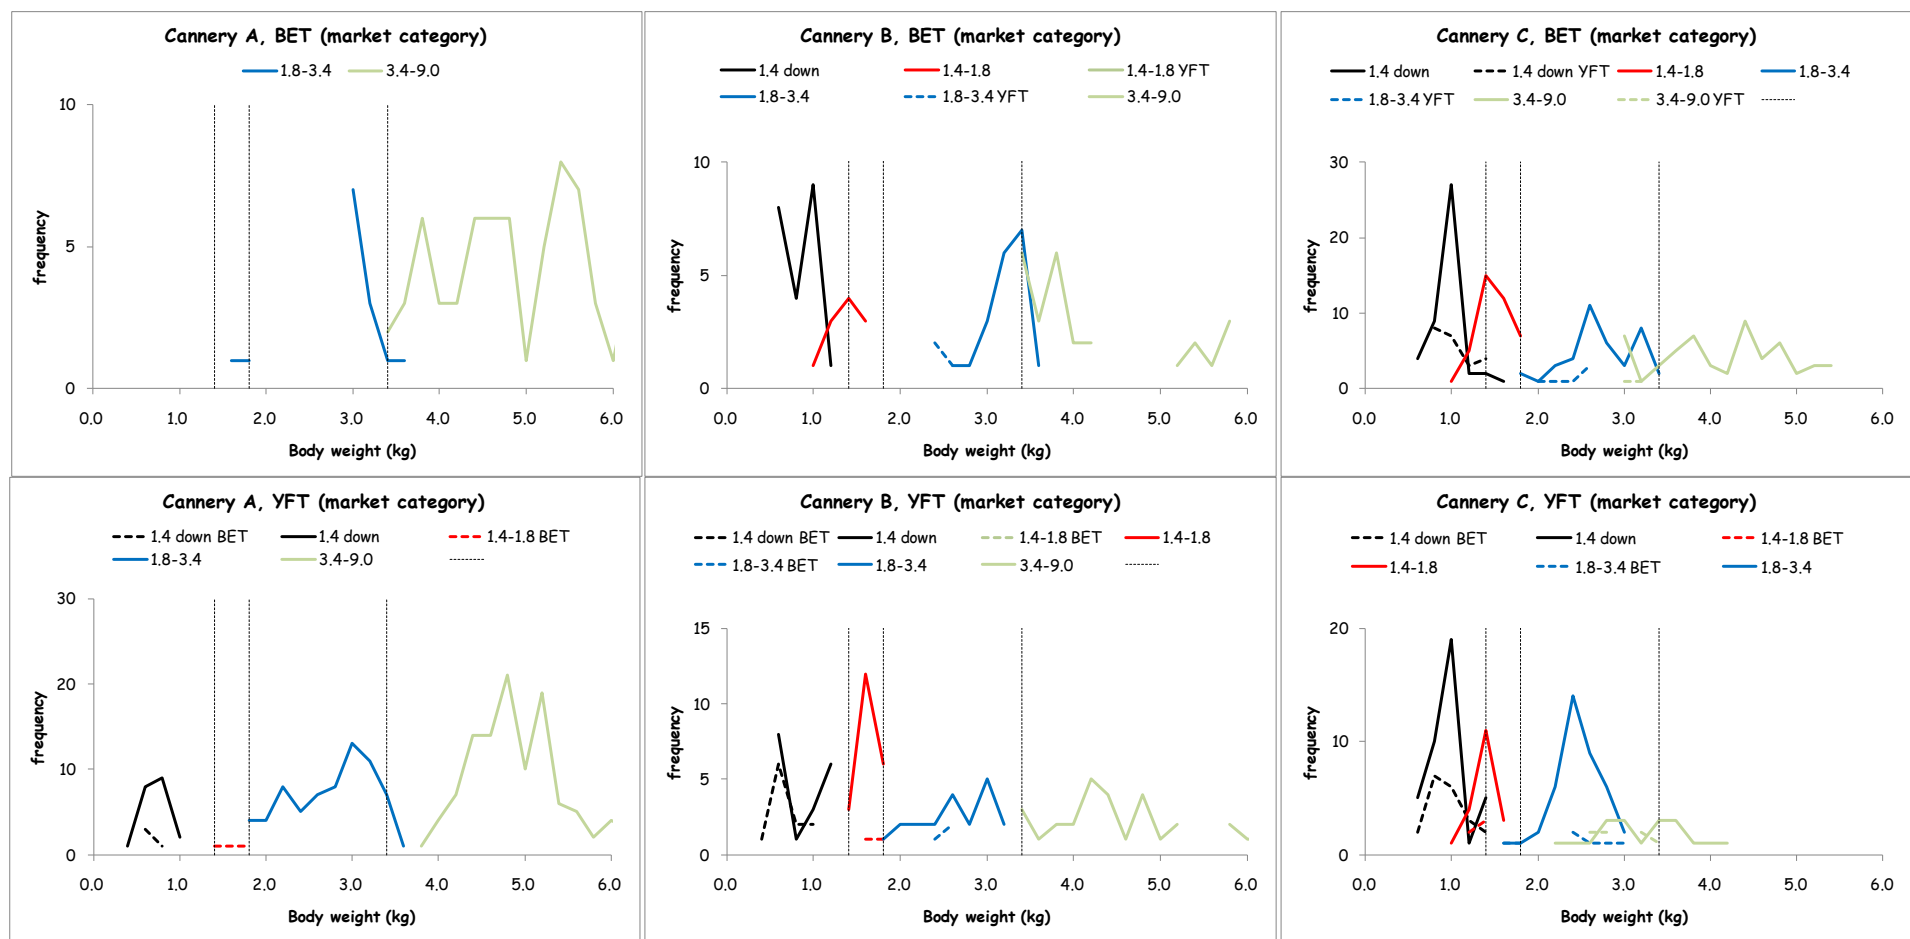 Cannery A, BET (market category)
1.8-3.4 3.4-9.0
10
5
0
frequency
0.0 1.0 2.0 3.0 4.0 5.0 6.0
Body weight (kg)
Cannery B, BET (market category)
1.4 down 1.4-1.8 1.4-1.8 YFT
1.8-3.4 1.8-3.4 YFT 3.4-9.0
10
5
0
frequency
0.0 1.0 2.0 3.0 4.0 5.0 6.0
Body weight (kg)
Cannery C, BET (market category)
1.4 down 1.4 down YFT 1.4-1.8 1.8-3.4
1.8-3.4 YFT 3.4-9.0 3.4-9.0 YFT
30
20
10
0
frequency
0.0 1.0 2.0 3.0 4.0 5.0 6.0
Body weight (kg)
Cannery A, YFT (market category)
1.4 down BET 1.4 down 1.4-1.8 BET
1.8-3.4 3.4-9.0
30
20
10
0
frequency
0.0 1.0 2.0 3.0 4.0 5.0 6.0
Body weight (kg)
Cannery B, YFT (market category)
1.4 down BET 1.4 down 1.4-1.8 BET 1.4-1.8
1.8-3.4 BET 1.8-3.4 3.4-9.0
15
10
5
0
frequency
0.0 1.0 2.0 3.0 4.0 5.0 6.0
Body weight (kg)
Cannery C, YFT (market category)
1.4 down BET 1.4 down 1.4-1.8 BET
1.4-1.8 1.8-3.4 BET 1.8-3.4
20
10
0
frequency
0.0 1.0 2.0 3.0 4.0 5.0 6.0
Body weight (kg)